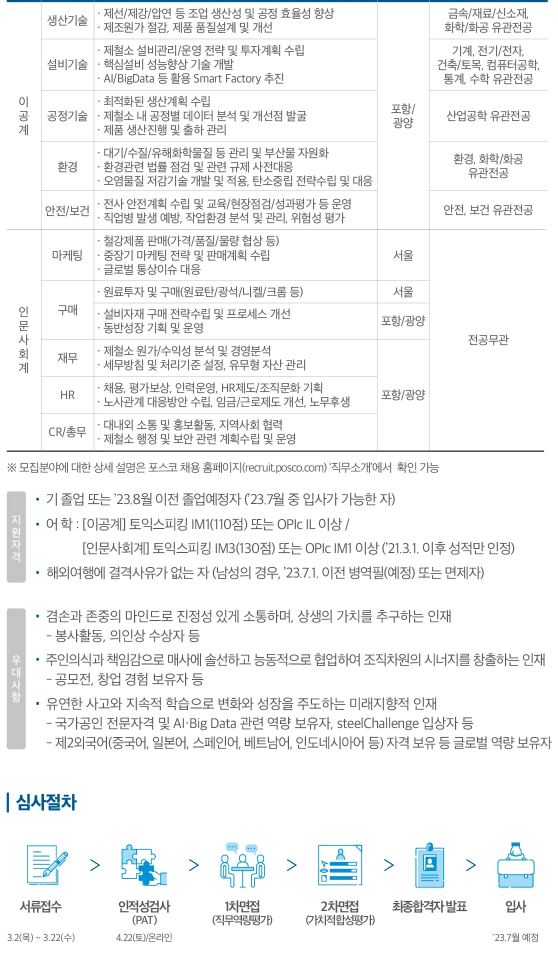 생산기술
· 제선/제강/압연 등 조업 생산성 및 공정 효율성 향상
· 제조원가 절감, 제품 품질설계 및 개선
금속/재료/신소재,
화학/화공 유관전공
이공계
설비기술
· 제철소 설비관리/운영 전략 및 투자계획 수립
· 핵심설비 성능향상 기술 개발
· AI/BigData 등 활용 Smart Factory 추진
기계, 전기/전자,
건축/토목, 컴퓨터공학,
통계, 수학 유관전공
공정기술
· 최적화된 생산계획 수립
· 제철소 내 공정별 데이터 분석 및 개선점 발굴
· 제품 생산진행 및 출하 관리
포항/
광양
산업공학 유관전공
환경
· 대기/수질/유해화학물질 등 관리 및 부산물 자원화
· 환경관련 법률 점검 및 관련 규제 사전대응
· 오염물질 저감기술 개발 및 적용, 탄소중립 전략수립 및 대응
환경, 화학/화공
유관전공
안전/보건
· 전사 안전계획 수립 및 교육/현장점검/성과평가 등 운영
· 직업병 발생 예방, 작업환경 분석 및 관리, 위험성 평가
안전, 보건 유관전공
인문사회계
마케팅
· 철강제품 판매(가격/품질/물량 협상 등)
· 중장기 마케팅 전략 및 판매계획 수립
· 글로벌 통상이슈 대응
서울
구매
· 원료투자 및 구매(원료탄/광석/니켈/크롬 등)
서울
· 설비자재 구매 전략수립 및 프로세스 개선
· 동반성장 기획 및 운영
포항/광양
전공무관
재무
· 제철소 원가/수익성 분석 및 경영분석
· 세무방침 및 처리기준 설정, 유무형 자산 관리
HR
· 채용, 평가보상, 인력운영, HR제도/조직문화 기획
· 노사관계 대응방안 수립, 임금/근로제도 개선, 노무후생
포항/광양
CR/총무
· 대내외 소통 및 홍보활동, 지역사회 협력
· 제철소 행정 및 보안 관련 계획수립 및 운영
※ 모집분야에 대한 상세 설명은 포스코 채용 홈페이지(recruit.posco.com) '직무소개'에서 확인 가능
지원자격
• 기 졸업 또는 '23.8월 이전 졸업예정자 ('23.7월 중 입사가 가능한 자)
• 어 학 : [이공계] 토익스피킹 IM1(110점) 또는 OPIc IL 이상 /
[인문사회계] 토익스피킹 IM3(130점) 또는 OPIc IM1 이상 ('21.3.1. 이후 성적만 인정)
• 해외여행에 결격사유가 없는 자 (남성의 경우, '23.7.1. 이전 병역필(예정) 또는 면제자)
우대사항
• 겸손과 존중의 마인드로 진정성 있게 소통하며, 상생의 가치를 추구하는 인재
- 봉사활동, 의인상 수상자 등
• 주인의식과 책임감으로 매사에 솔선하고 능동적으로 협업하여 조직차원의 시너지를 창출하는 인재
- 공모전, 창업 경험 보유자 등
• 유연한 사고와 지속적 학습으로 변화와 성장을 주도하는 미래지향적 인재
- 국가공인 전문자격 및 AI·Big Data 관련 역량 보유자, steelChallenge 입상자 등
- 제2외국어(중국어, 일본어, 스페인어, 베트남어, 인도네시아어 등) 자격 보유 등 글로벌 역량 보유자
심사절차
서류접수
3.2(목) ~ 3.22(수)
>
인적성검사
(PAT)
4.22(토)/온라인
>
1차면접
(직무역량평가)
>
2차면접
(가치적합성평가)
>
최종합격자 발표
>
입사
'23.7월 예정